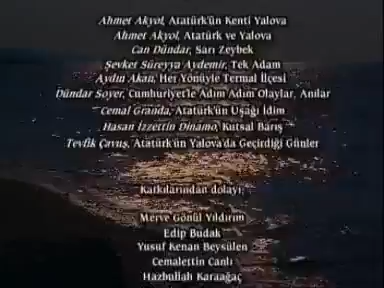 Ahmet Akyol, Atatürk'ün Kenti Yalova
Ahmet Akyol, Atatürk ve Yalova
Can Dündar, Sarı Zeybek
Şevket Süreyya Aydemir, Tek Adam
Aydın Akan, Her Yönüyle Termal İlçesi
Dündar Soyer, Cumhuriyet'le Adım Adım Olaylar, Anılar
Cemal Granda, Atatürk'ün Uşağı İdim
Hasan İzzettin Dinamo, Kutsal Barış
Tevfik Çavuş, Atatürk'ün Yalova'da Geçirdiği Günler
Katkılarından dolayı;
Merve Gönül Yıldırım
Edip Budak
Yusuf Kenan Beysülen
Cemalettin Canlı
Hazbullah Karaağaç